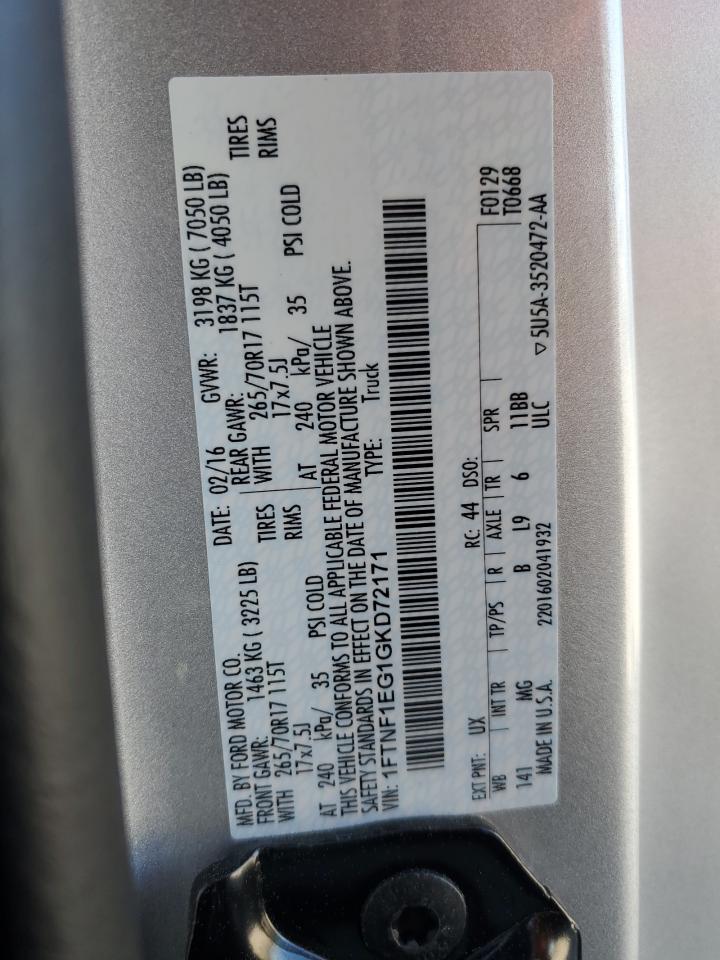 MFD. BY FORD MOTOR CO.
DATE: 02/16 GVWR: 3198 KG ( 7050 LB)
FRONT GAWR: 1463 KG ( 3225 LB) REAR GAWR: 1837 KG ( 4050 LB)
WITH 265/70R17 115T TIRES WITH 265/70R17 115T TIRES
17x7.5J RIMS 17x7.5J RIMS
AT 240 kPa/ 35 PSI COLD AT 240 kPa/ 35 PSI COLD
THIS VEHICLE CONFORMS TO ALL APPLICABLE FEDERAL MOTOR VEHICLE
SAFETY STANDARDS IN EFFECT ON THE DATE OF MANUFACTURE SHOWN ABOVE.
VIN: 1FTNF1EG1GKD72171 TYPE: Truck
F0129
EXT PNT: UX RC: 44 DSO: T0668
WB INT TR TP/PS R AXLE TR SPR
141 MG B L9 6 11BB ▽ 5U5A-3520472-AA
MADE IN U.S.A. 2201602041932 ULC